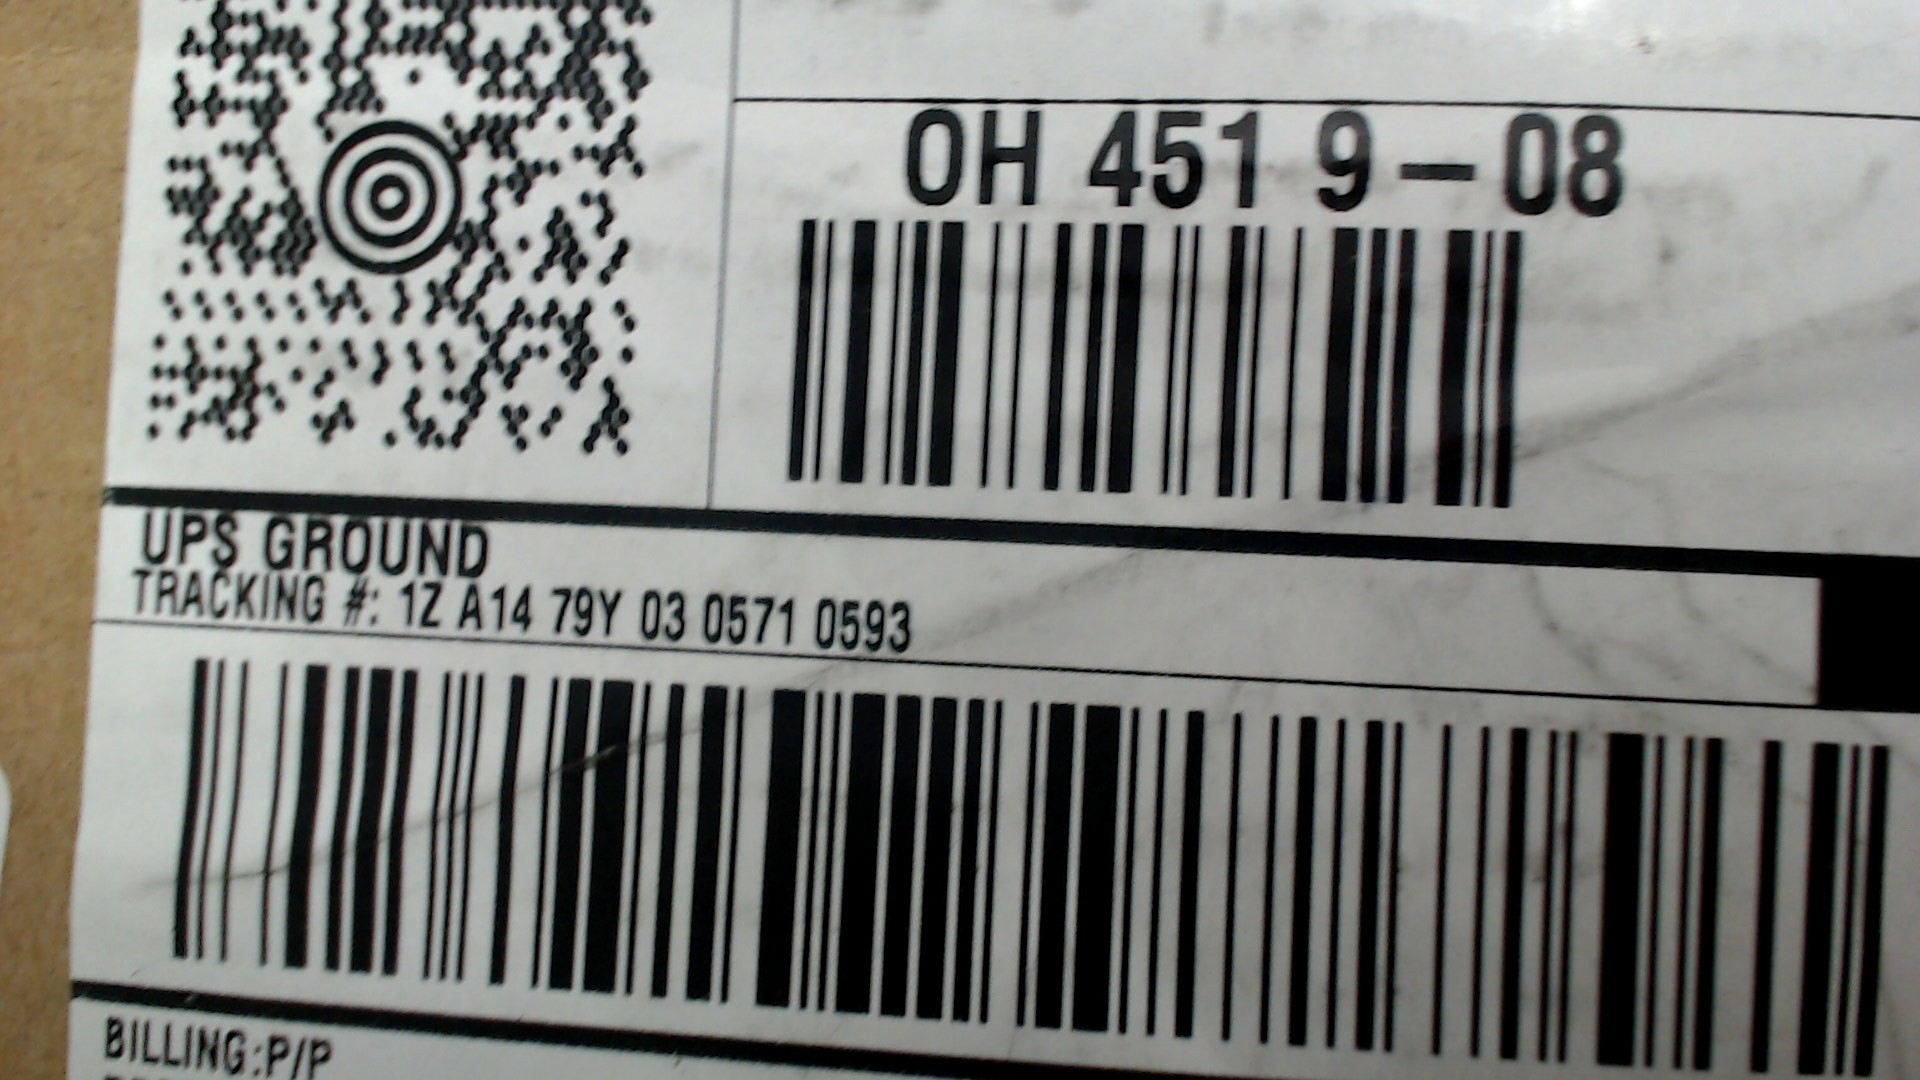 OH 451 9-08
UPS GROUND
TRACKING #: 1Z A14 79Y 03 0571 0593
BILLING:P/P